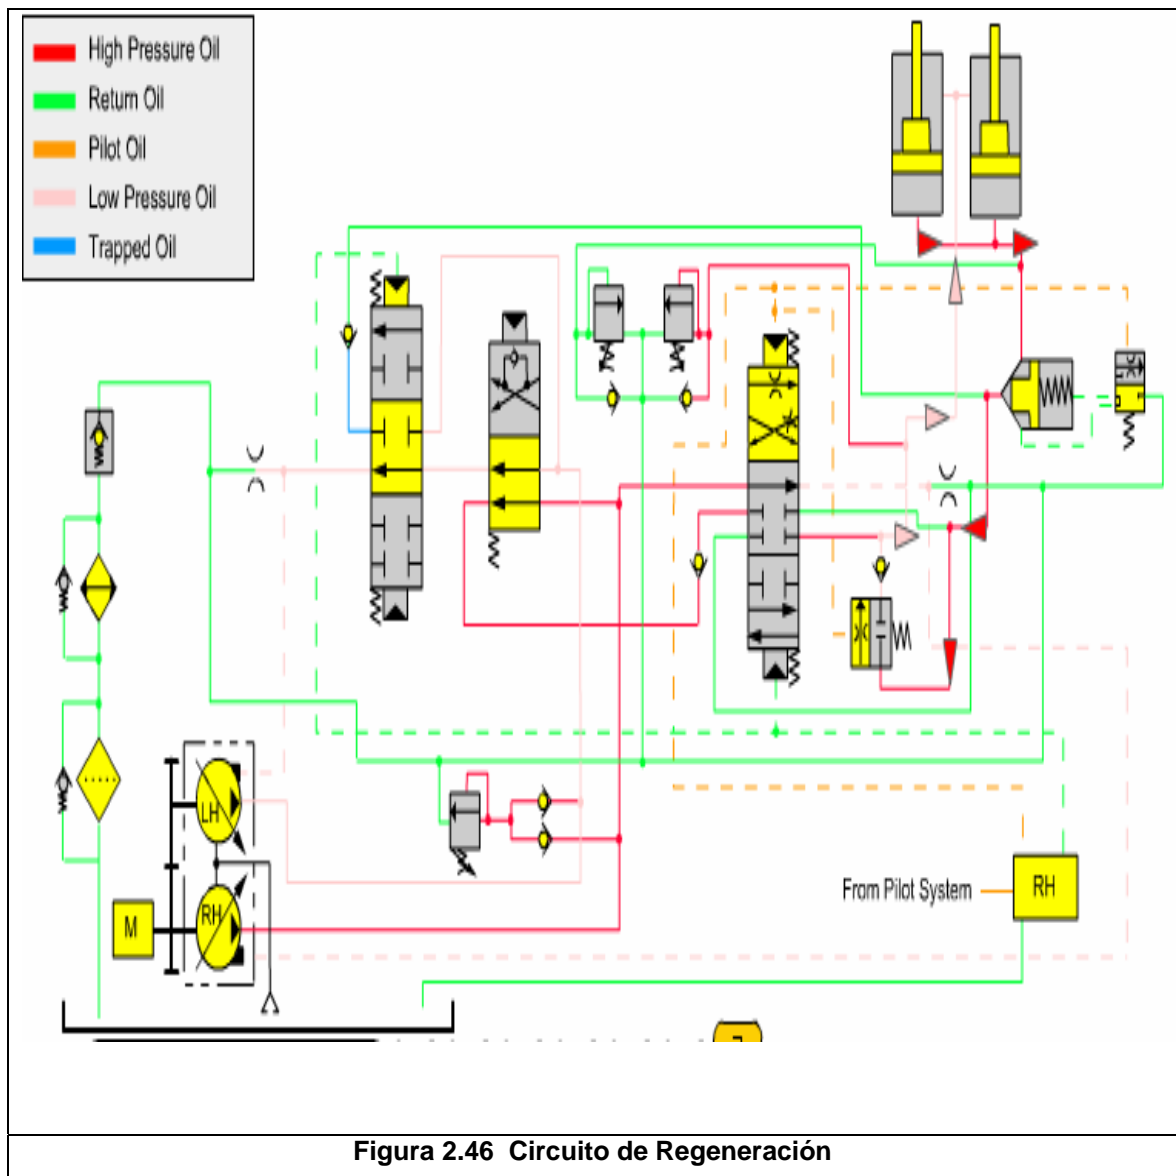 High Pressure Oil
Return Oil
Pilot Oil
Low Pressure Oil
Trapped Oil
LH
RH
M
From Pilot System
RH
Figura 2.46 Circuito de Regeneración